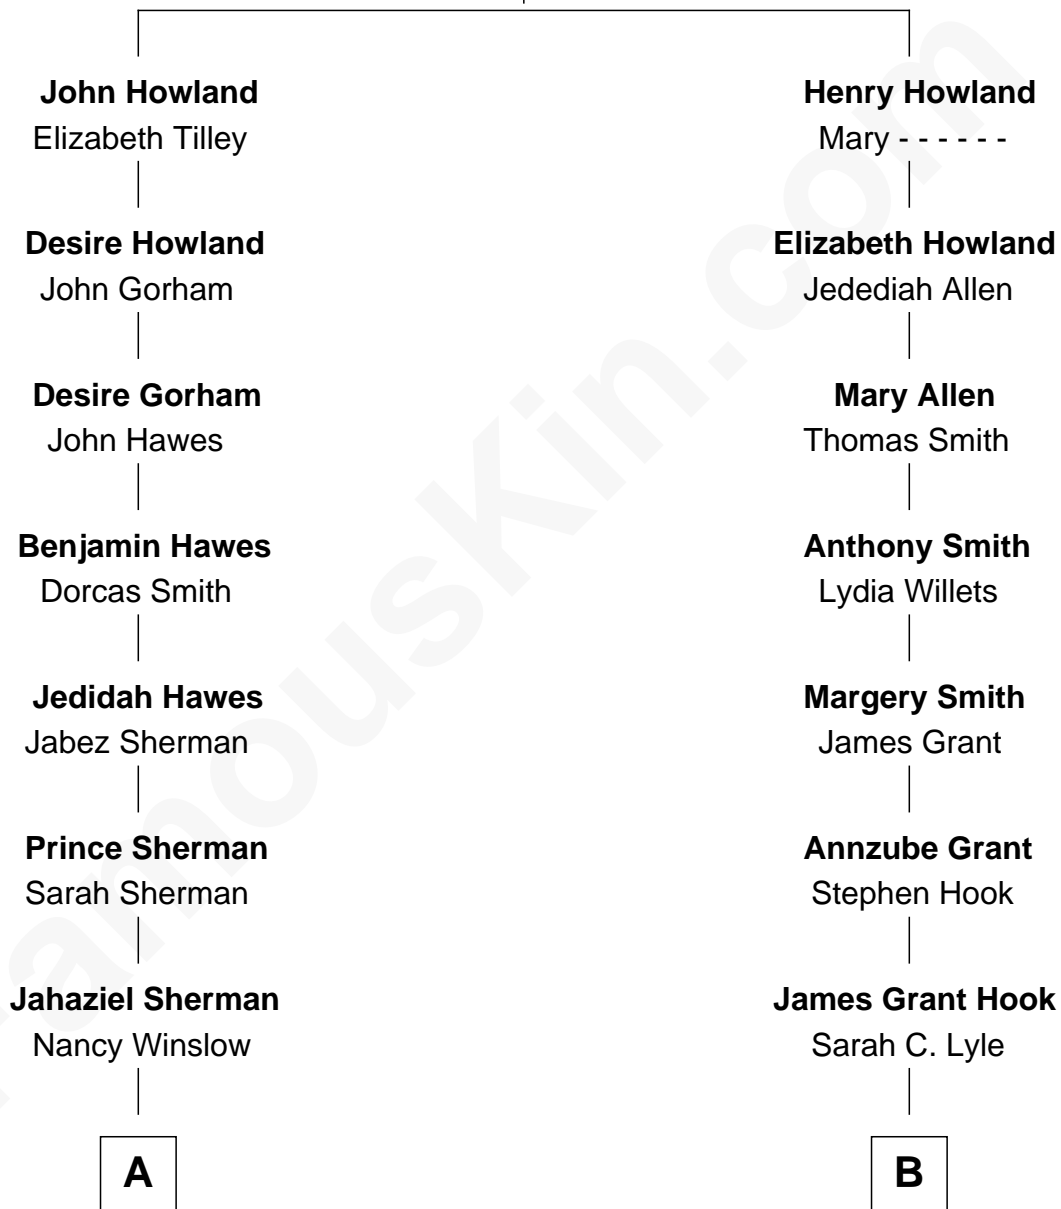 John Howland
Elizabeth Tilley
Desire Howland
John Gorham
Desire Gorham
John Hawes
Benjamin Hawes
Dorcas Smith
Jedidah Hawes
Jabez Sherman
Prince Sherman
Sarah Sherman
Jahaziel Sherman
Nancy Winslow
A
Henry Howland
Mary - - - - - -
Elizabeth Howland
Jedediah Allen
Mary Allen
Thomas Smith
Anthony Smith
Lydia Willets
Margery Smith
James Grant
Annzube Grant
Stephen Hook
James Grant Hook
Sarah C. Lyle
B
FamousKin.com